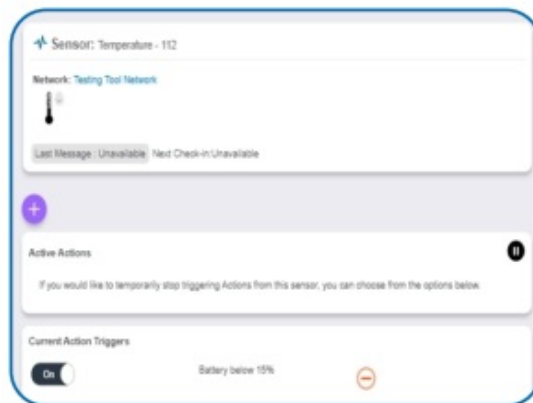 Sensor: Temperature - 112
Network: Testing Tool Network
Last Message : Unavailable Next Check-in:Unavailable
Active Actions
If you would like to temporarily stop triggering Actions from this sensor, you can choose from the options below.
Current Action Triggers
On Battery below 15%